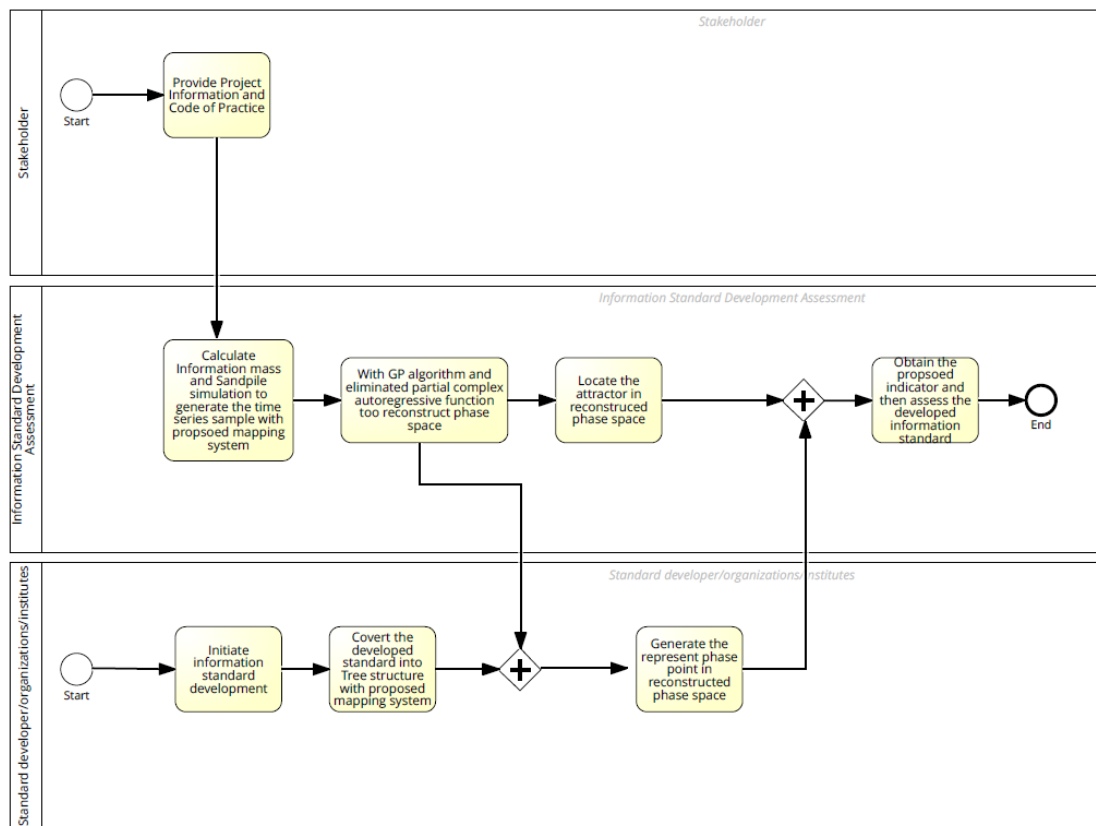 Stakeholder
Stakeholder
Start
Provide Project
Information and
Code of Practice
Information Standard Development
Assessment
Information Standard Development Assessment
Calculate
Information mass
and Sandpile
simulation to
generate the time
series sample with
propsoed mapping
system
With GP algorithm and
eliminated partial complex
autoregressive function
too reconstruct phase
space
Locate the
attractor in
reconstruced
phase space
Obtain the
propsoed
indicator and
then assess the
developed
information
standard
End
Standard developer/organizations/institutes
Standard developer/organizations/institutes
Start
Initiate
information
standard
development
Covert the
developed
standard into
Tree structure
with proposed
mapping system
Generate the
represent phase
point in
reconstructed
phase space